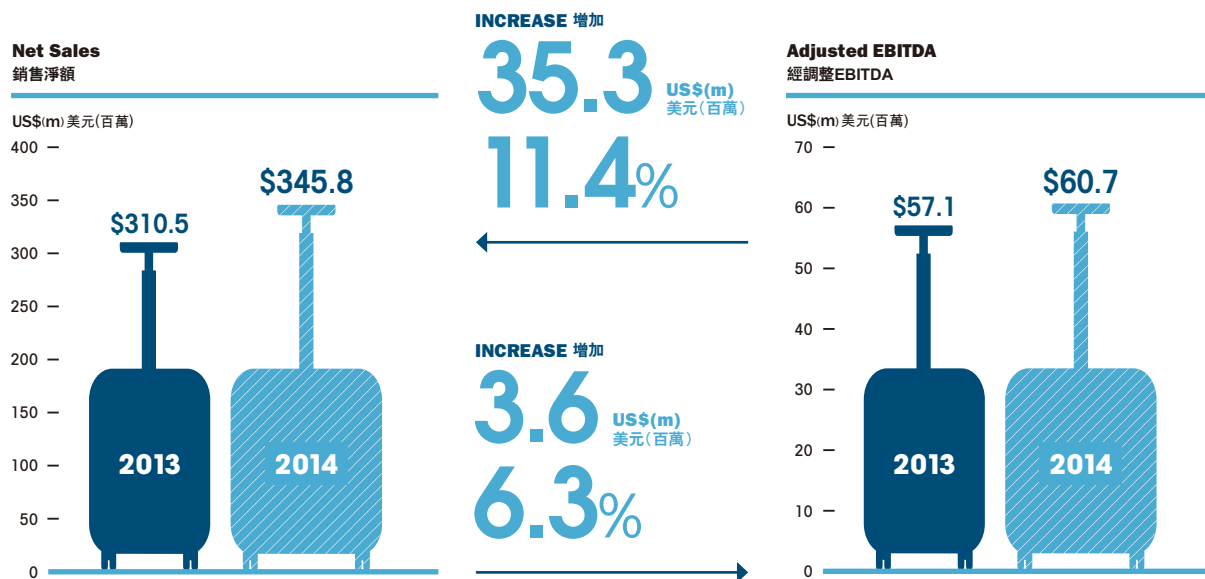 Net Sales
銷售淨額
US$(m) 美元(百萬)
400
350
300
250
200
150
100
50
0
$310.5
$345.8
2013
2014
INCREASE 增加
35.3 US$(m)
美元(百萬)
11.4%
INCREASE 增加
3.6 US$(m)
美元(百萬)
6.3%
Adjusted EBITDA
經調整EBITDA
US$(m) 美元(百萬)
70
60
50
40
30
20
10
0
$57.1
$60.7
2013
2014